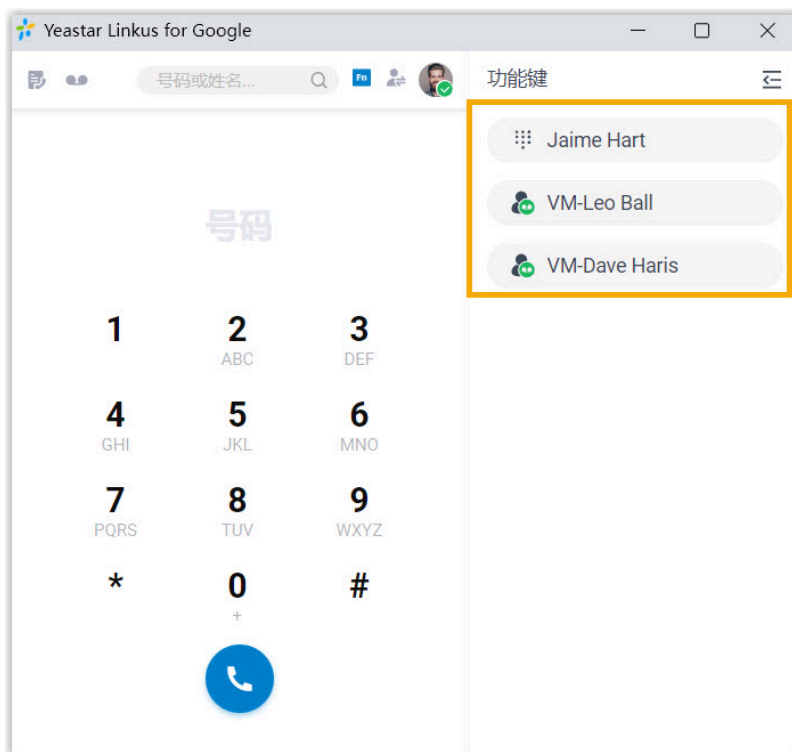 Yeastar Linkus for Google
号码或姓名...
Fn
功能键
Jaime Hart
VM-Leo Ball
VM-Dave Haris
号码
1 2 3
ABC DEF
4 5 6
GHI JKL MNO
7 8 9
PQRS TUV WXYZ
* 0 #
+